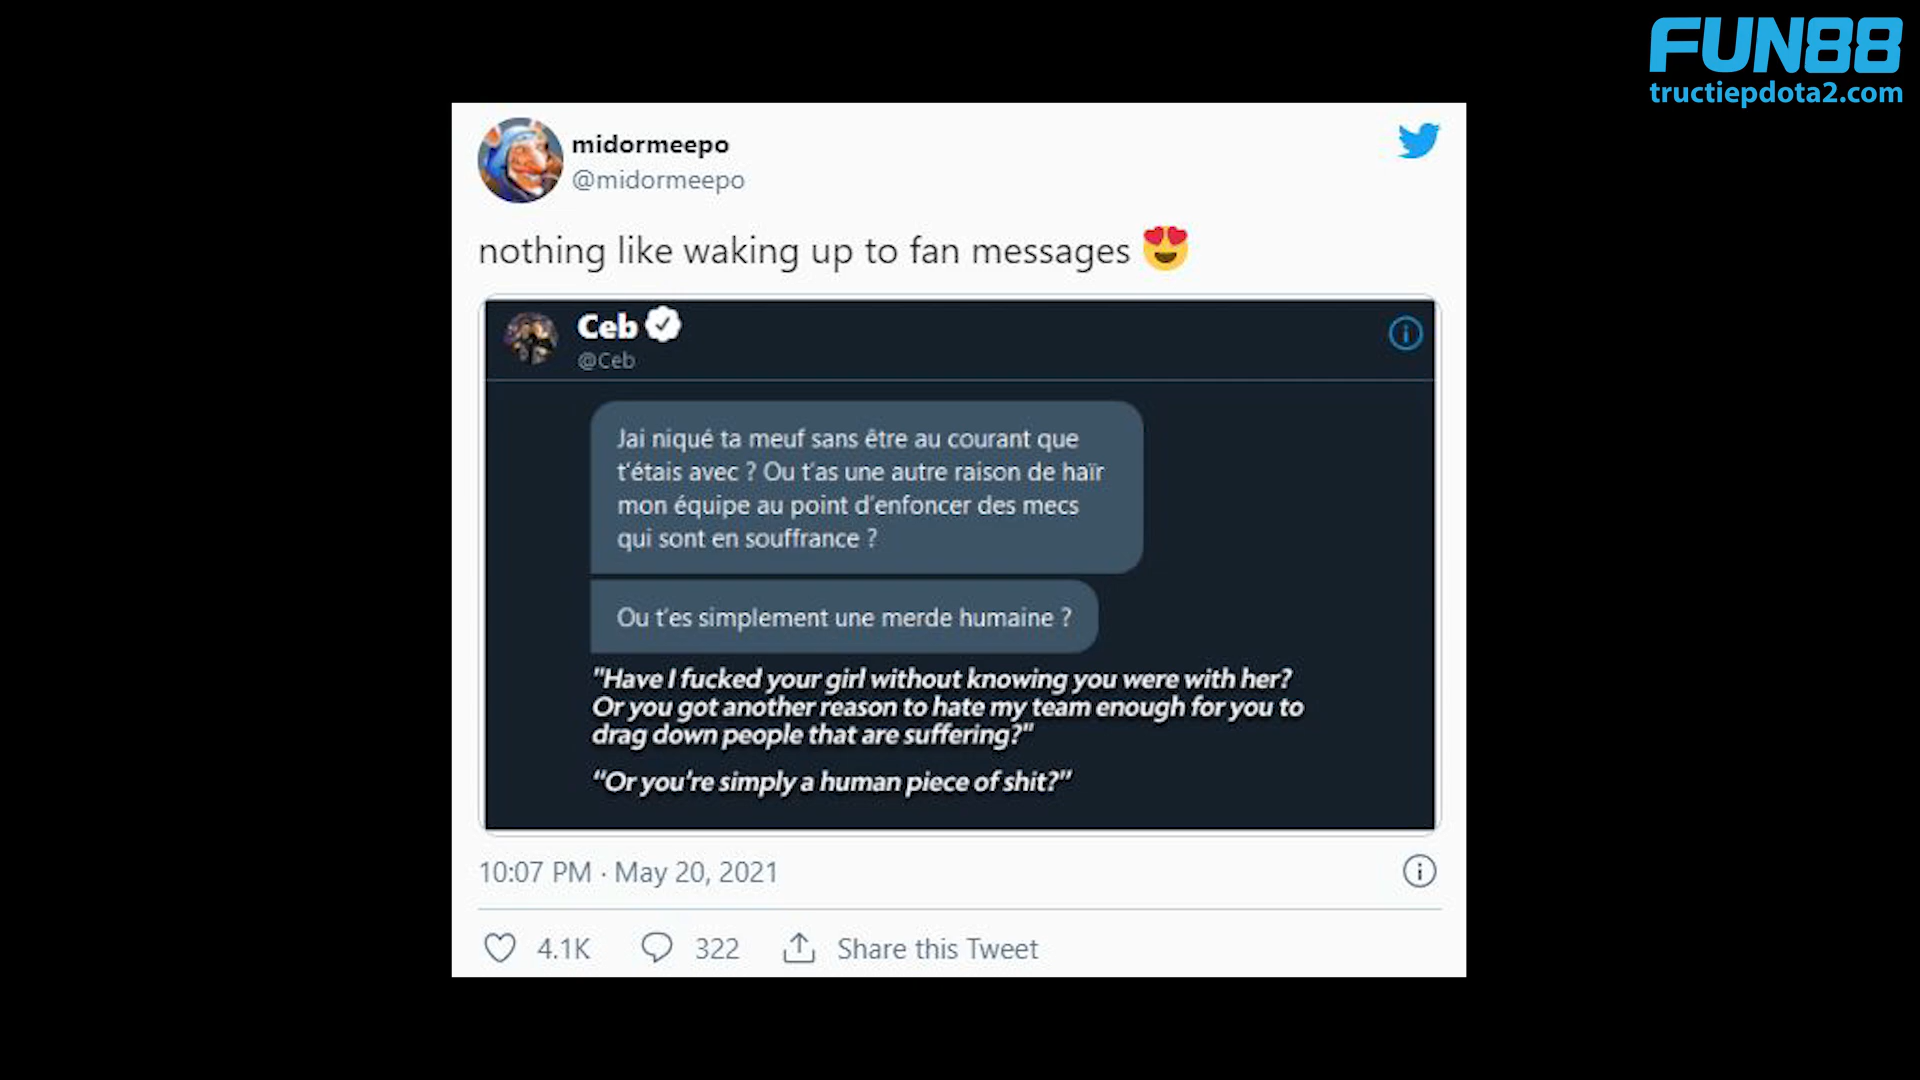 FUN88
tructiepdota2.com
midormeepo
@midormeepo
nothing like waking up to fan messages 😍
Ceb
@Ceb
Jai niqué ta meuf sans être au courant que
t'étais avec ? Ou t'as une autre raison de haïr
mon équipe au point d'enfoncer des mecs
qui sont en souffrance ?
Ou t'es simplement une merde humaine ?
"Have I fucked your girl without knowing you were with her?
Or you got another reason to hate my team enough for you to
drag down people that are suffering?"
"Or you're simply a human piece of shit?"
10:07 PM · May 20, 2021
4.1K 322 Share this Tweet